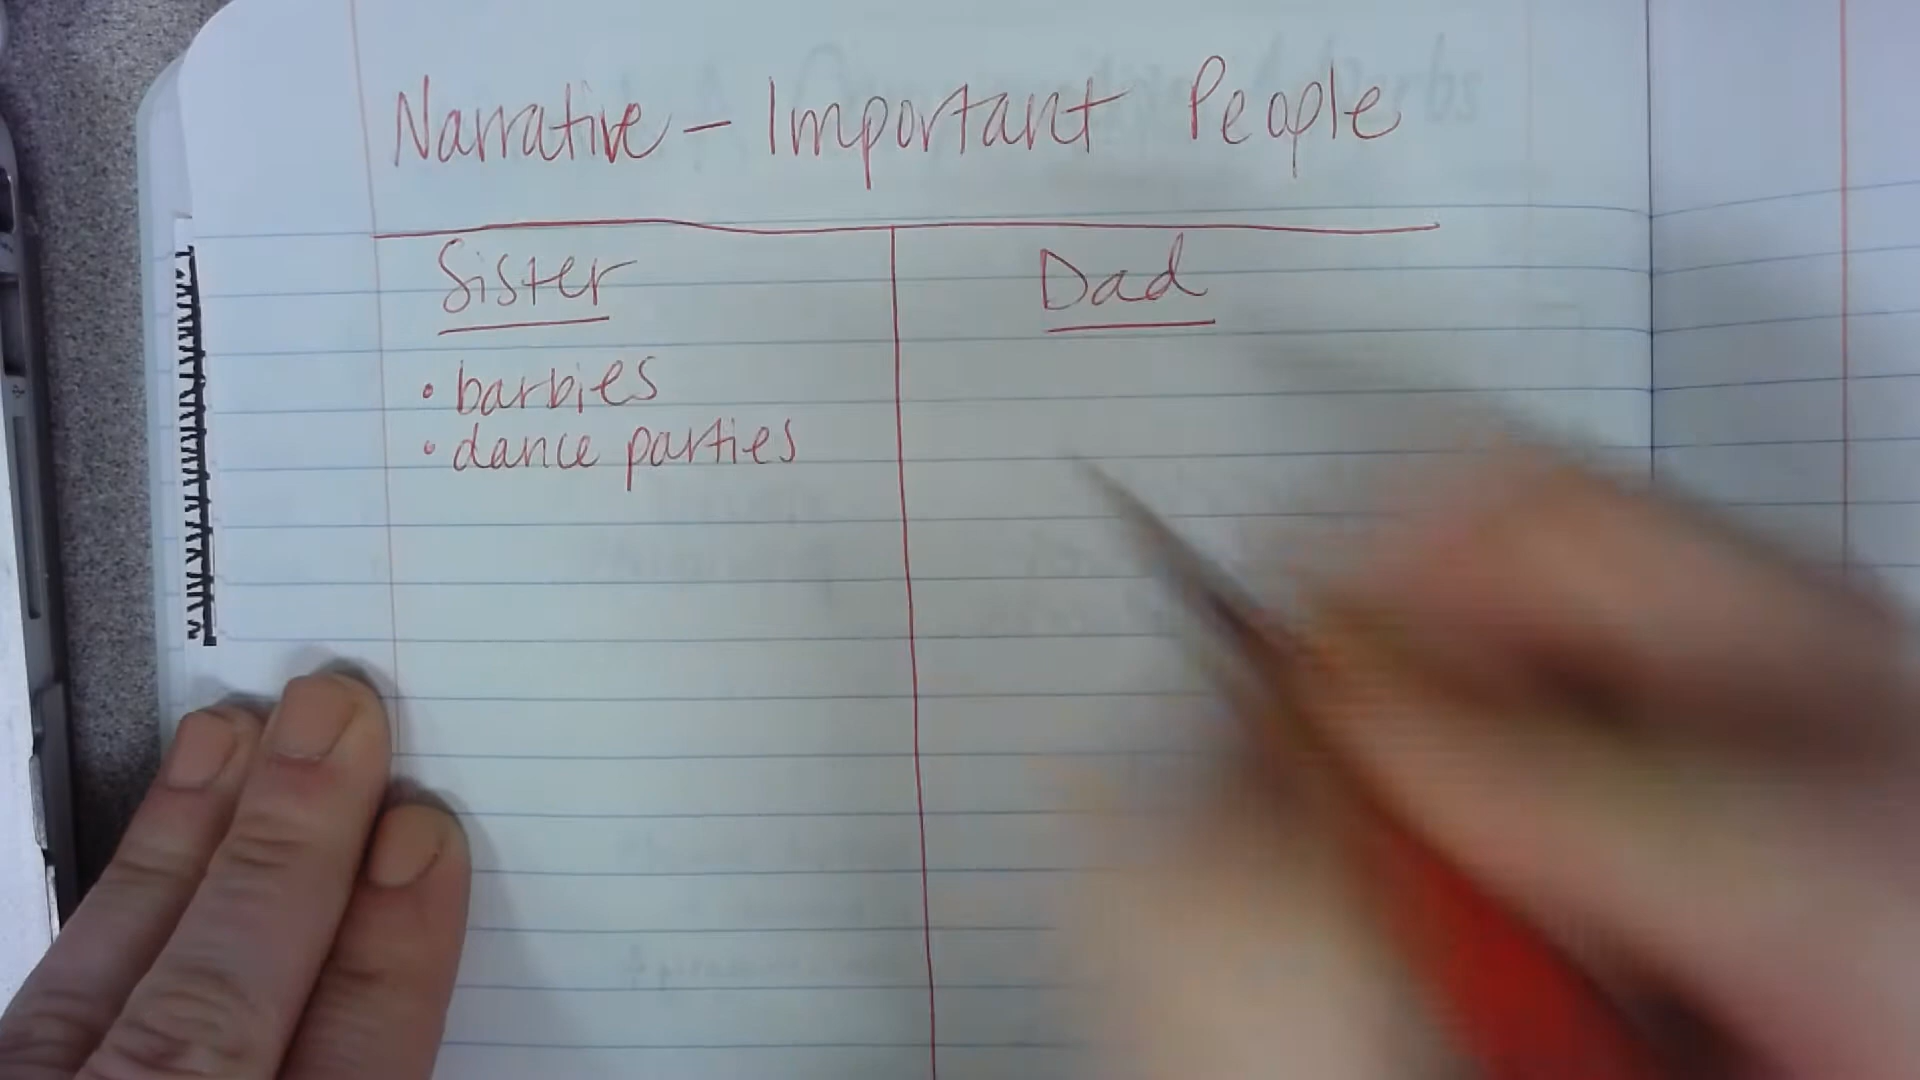 Narrative - Important People
Sister
Dad
• barbies
• dance parties